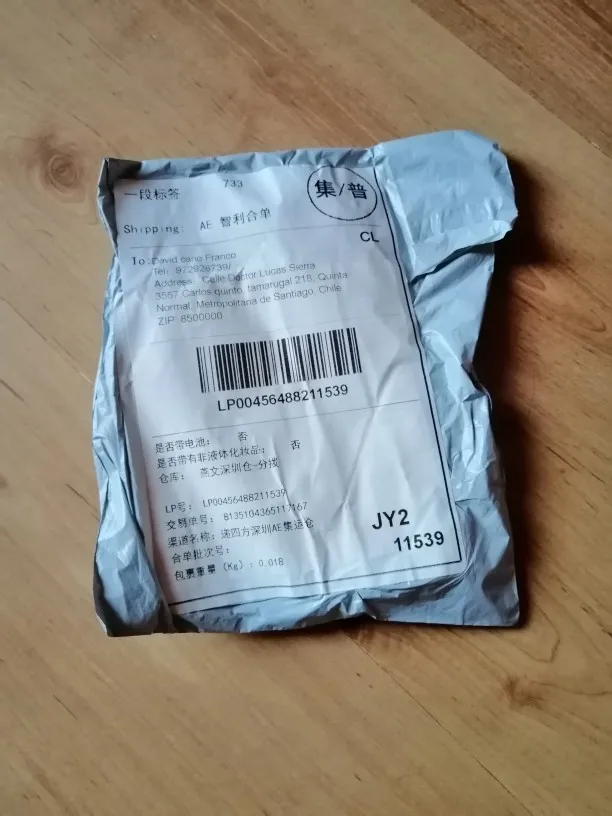 733
集/普
一段标签
Shipping: AE 智利合单
CL
To: David cano Franco
Tel: 972928739/
Address: Calle Doctor Lucas Sierra
3557 Carlos quinto, tamarugal 218, Quinta
Normal, Metropolitana de Santiago, Chile
ZIP: 8500000
LP00456488211539
是否带电池: 否
是否带有非液体化妆品: 否
仓库: 燕文深圳仓-分拨
LP号: LP00456488211539
交易单号: 8135104365117167
渠道名称: 递四方深圳AE集运仓
合单批次号:
包裹重量 (Kg) : 0.018
JY2
11539